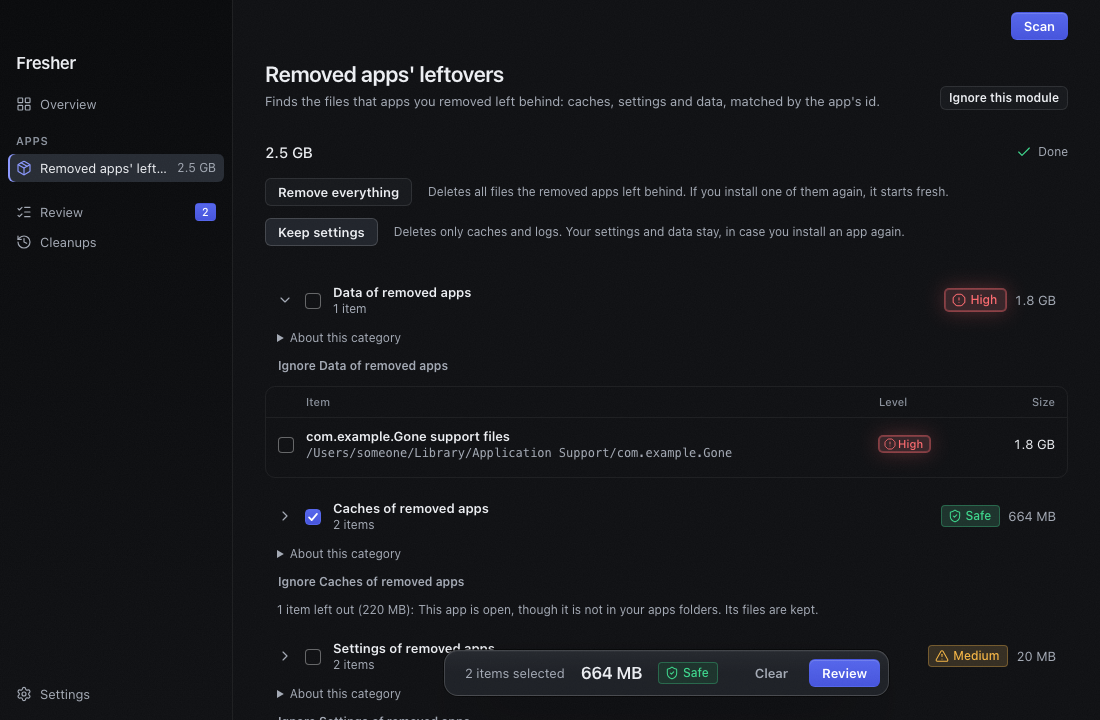 Scan
Fresher
Overview
APPS
Removed apps' left... 2.5 GB
Review 2
Cleanups
Settings
Removed apps' leftovers
Finds the files that apps you removed left behind: caches, settings and data, matched by the app's id.
Ignore this module
2.5 GB
Done
Remove everything Deletes all files the removed apps left behind. If you install one of them again, it starts fresh.
Keep settings Deletes only caches and logs. Your settings and data stay, in case you install an app again.
Data of removed apps
1 item
High 1.8 GB
About this category
Ignore Data of removed apps
Item Level Size
com.example.Gone support files
/Users/someone/Library/Application Support/com.example.Gone
High 1.8 GB
Caches of removed apps
2 items
Safe 664 MB
About this category
Ignore Caches of removed apps
1 item left out (220 MB): This app is open, though it is not in your apps folders. Its files are kept.
Settings of removed apps
2 items
Medium 20 MB
2 items selected 664 MB Safe Clear Review
About this category
Ignore Settings of removed apps